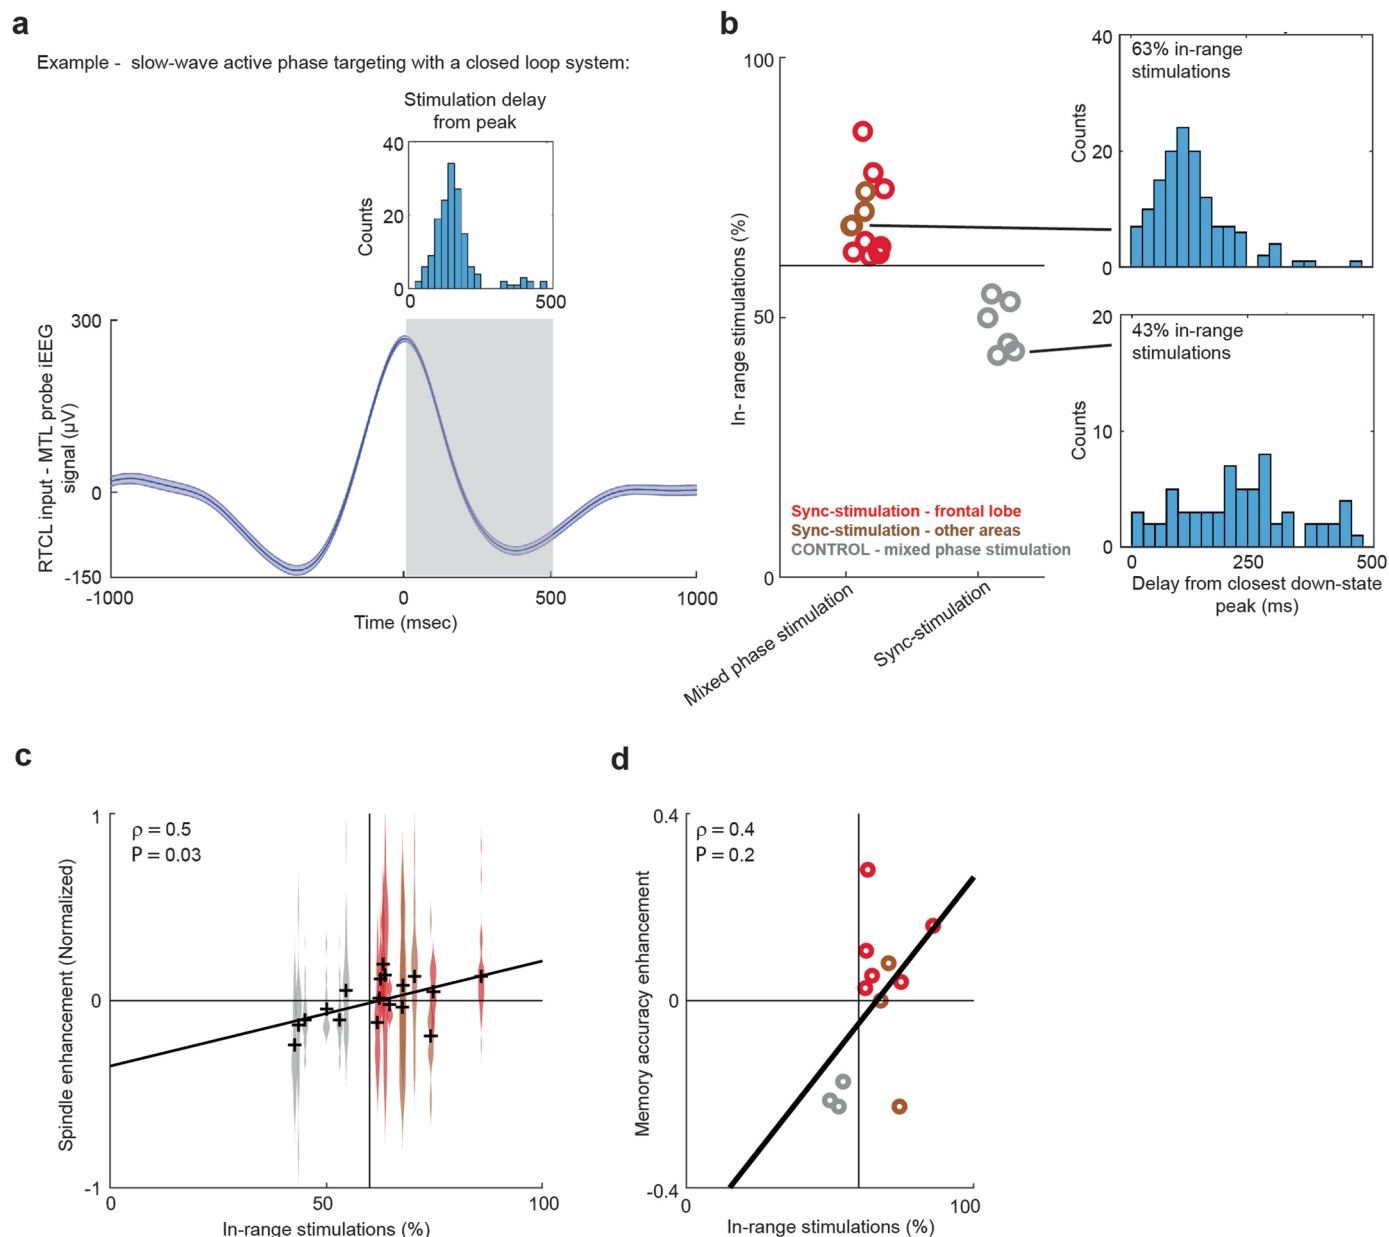 a
Example - slow-wave active phase targeting with a closed loop system:
Stimulation delay
from peak
40
20
0
Counts
0
500
300
0
-150
RTCL input - MTL probe iEEG
signal (µV)
-1000
0
500
1000
Time (msec)
b
100
50
0
In- range stimulations (%)
Sync-stimulation - frontal lobe
Sync-stimulation - other areas
CONTROL - mixed phase stimulation
Mixed phase stimulation
Sync-stimulation
40
20
0
Counts
63% in-range
stimulations
20
10
0
Counts
43% in-range
stimulations
0
250
500
Delay from closest down-state
peak (ms)
c
1
0
-1
Spindle enhancement (Normalized)
ρ = 0.5
P = 0.03
0
50
100
In-range stimulations (%)
d
0.4
0
-0.4
Memory accuracy enhancement
ρ = 0.4
P = 0.2
0
100
In-range stimulations (%)